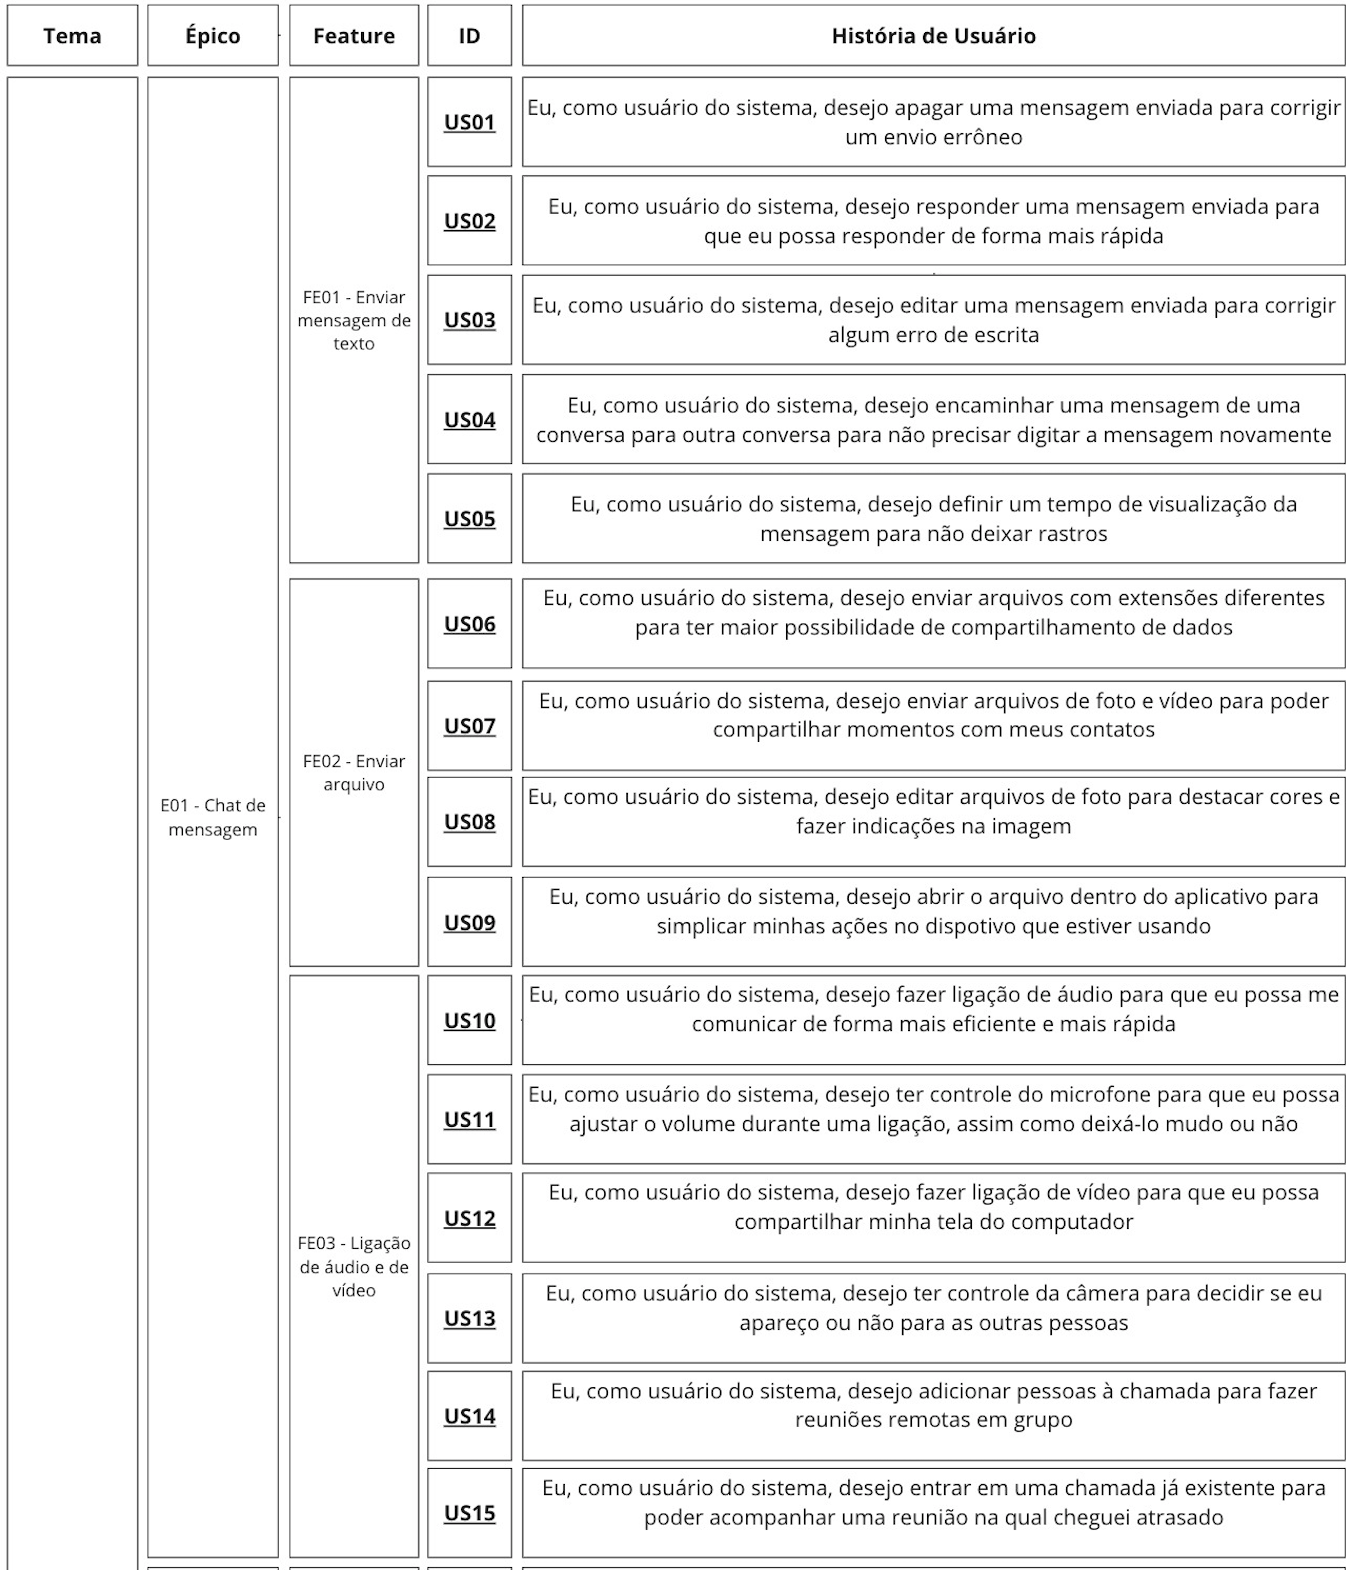 Tema
Épico
Feature
ID
História de Usuário
E01 - Chat de
mensagem
FE01 - Enviar
mensagem de
texto
US01
Eu, como usuário do sistema, desejo apagar uma mensagem enviada para corrigir
um envio errôneo
US02
Eu, como usuário do sistema, desejo responder uma mensagem enviada para
que eu possa responder de forma mais rápida
US03
Eu, como usuário do sistema, desejo editar uma mensagem enviada para corrigir
algum erro de escrita
US04
Eu, como usuário do sistema, desejo encaminhar uma mensagem de uma
conversa para outra conversa para não precisar digitar a mensagem novamente
US05
Eu, como usuário do sistema, desejo definir um tempo de visualização da
mensagem para não deixar rastros
FE02 - Enviar
arquivo
US06
Eu, como usuário do sistema, desejo enviar arquivos com extensões diferentes
para ter maior possibilidade de compartilhamento de dados
US07
Eu, como usuário do sistema, desejo enviar arquivos de foto e vídeo para poder
compartilhar momentos com meus contatos
US08
Eu, como usuário do sistema, desejo editar arquivos de foto para destacar cores e
fazer indicações na imagem
US09
Eu, como usuário do sistema, desejo abrir o arquivo dentro do aplicativo para
simplicar minhas ações no dispotivo que estiver usando
FE03 - Ligação
de áudio e de
vídeo
US10
Eu, como usuário do sistema, desejo fazer ligação de áudio para que eu possa me
comunicar de forma mais eficiente e mais rápida
US11
Eu, como usuário do sistema, desejo ter controle do microfone para que eu possa
ajustar o volume durante uma ligação, assim como deixá-lo mudo ou não
US12
Eu, como usuário do sistema, desejo fazer ligação de vídeo para que eu possa
compartilhar minha tela do computador
US13
Eu, como usuário do sistema, desejo ter controle da câmera para decidir se eu
apareço ou não para as outras pessoas
US14
Eu, como usuário do sistema, desejo adicionar pessoas à chamada para fazer
reuniões remotas em grupo
US15
Eu, como usuário do sistema, desejo entrar em uma chamada já existente para
poder acompanhar uma reunião na qual cheguei atrasado